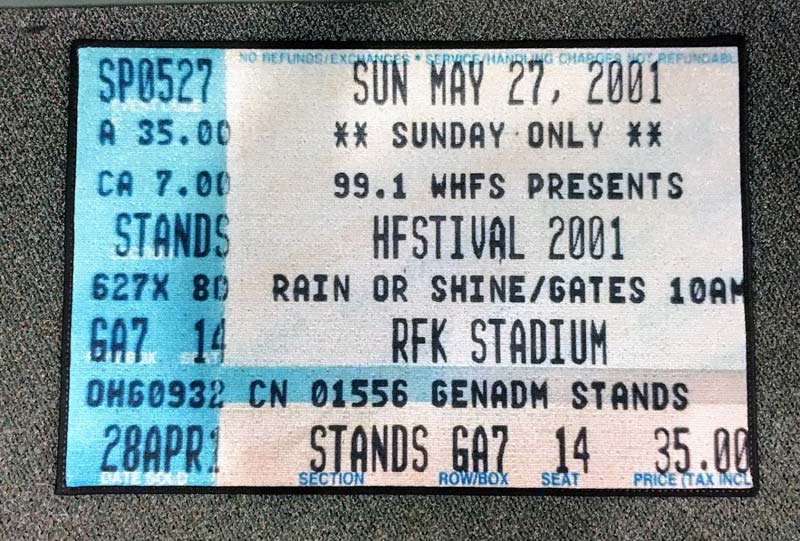 NO REFUNDS/EXCHANGES * SERVICE/HANDLING CHARGES NOT REFUNDABL
SP0527 SUN MAY 27, 2001
A 35.00 ** SUNDAY ONLY **
CA 7.00 99.1 WHFS PRESENTS
STANDS HFSTIVAL 2001
627X 80 RAIN OR SHINE/GATES 10AM
GA7 14 RFK STADIUM
OHG0932 CN 01556 GENADM STANDS
28APR1 STANDS GA7 14 35.00
DATE SOLD SECTION ROW/BOX SEAT PRICE (TAX INCL